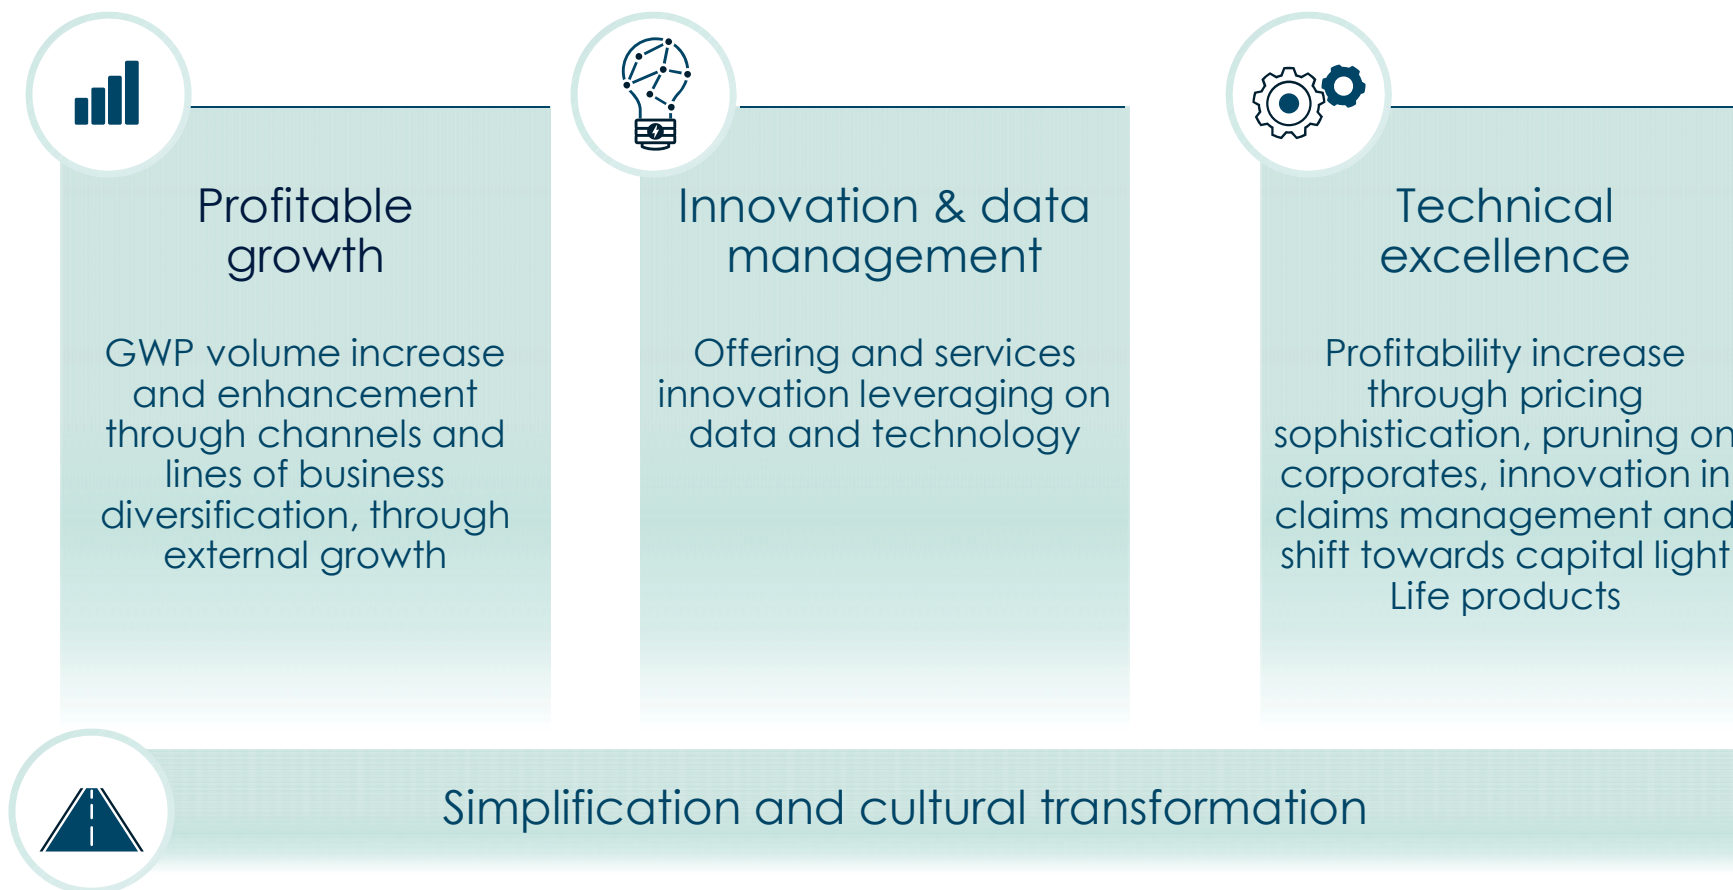 Profitable
growth
GWP volume increase
and enhancement
through channels and
lines of business
diversification, through
external growth
Innovation & data
management
Offering and services
innovation leveraging on
data and technology
Technical
excellence
Profitability increase
through pricing
sophistication, pruning on
corporates, innovation in
claims management and
shift towards capital light
Life products
Simplification and cultural transformation